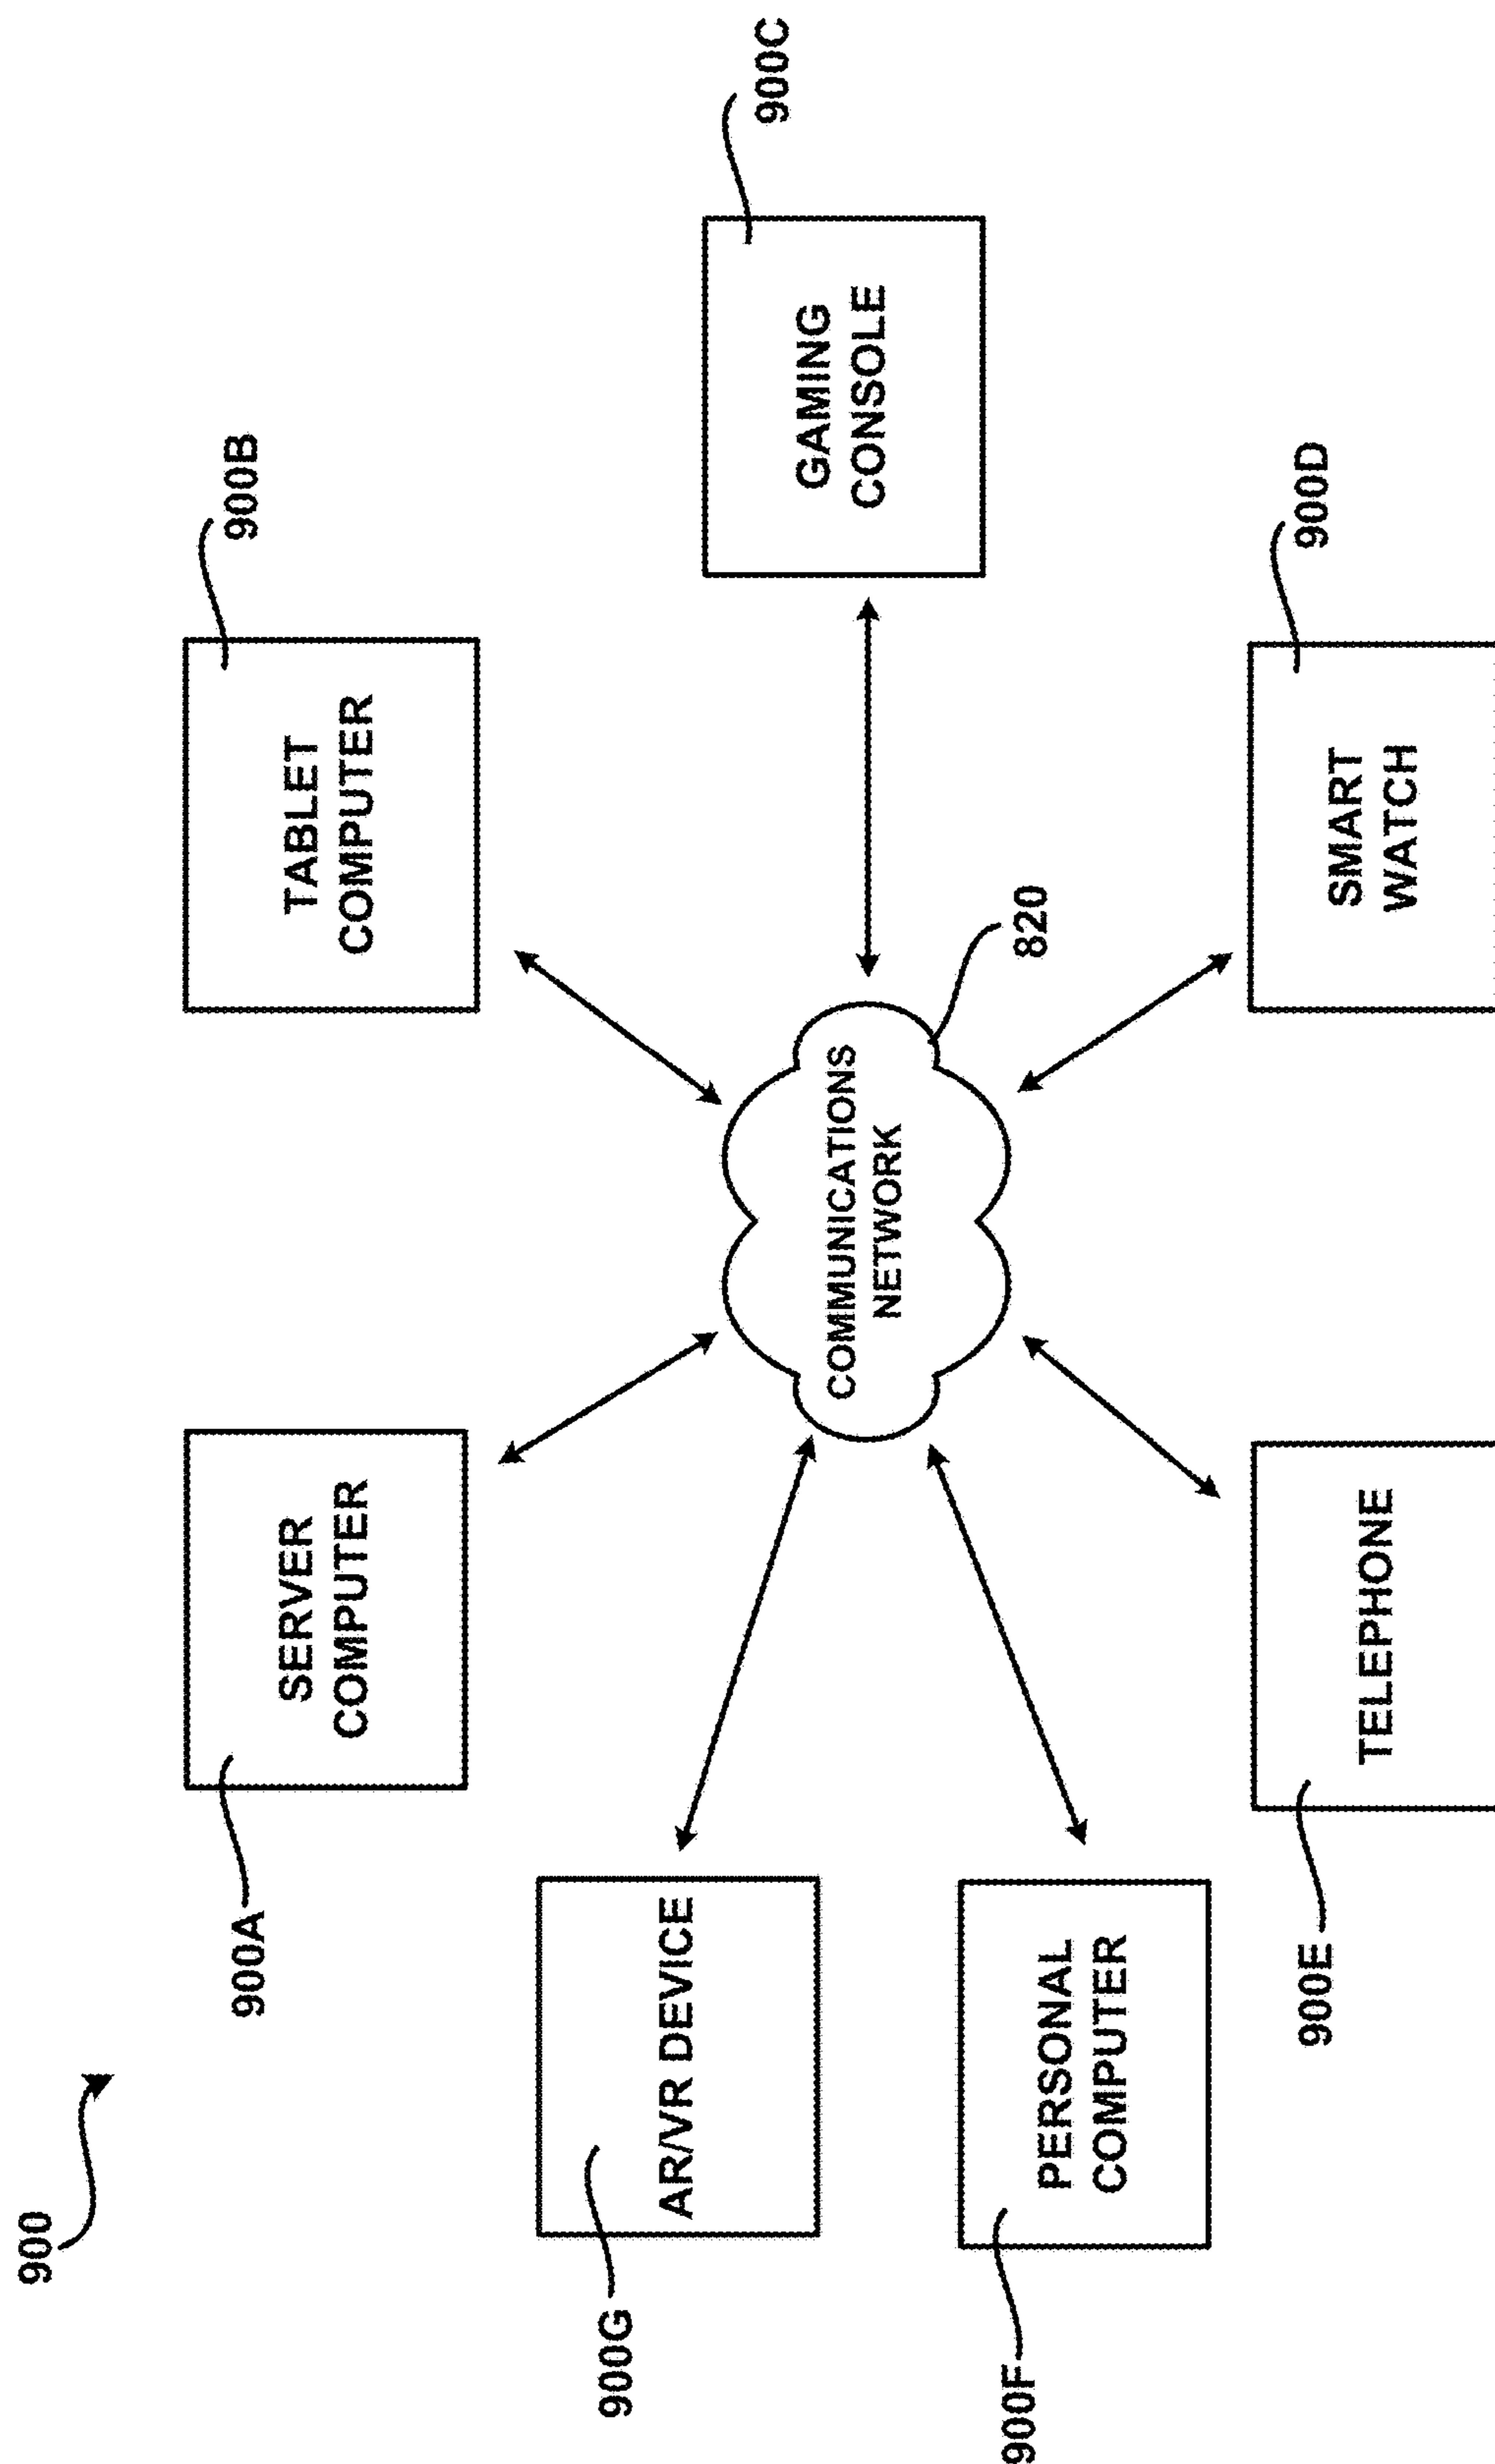 900
900A
SERVER
COMPUTER
TABLET
COMPUTER
900B
900G
AR/VR DEVICE
COMMUNICATIONS
NETWORK
820
GAMING
CONSOLE
900C
900F
PERSONAL
COMPUTER
900E
TELEPHONE
SMART
WATCH
900D